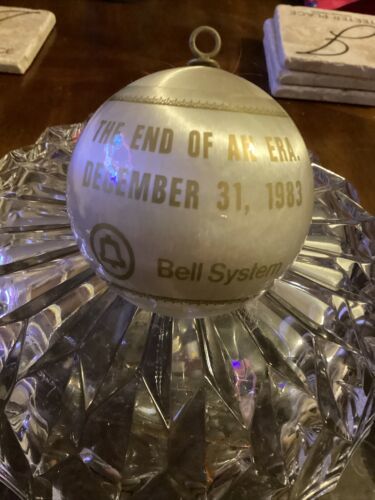 THE END OF AN ERA.
DECEMBER 31, 1983
Bell System